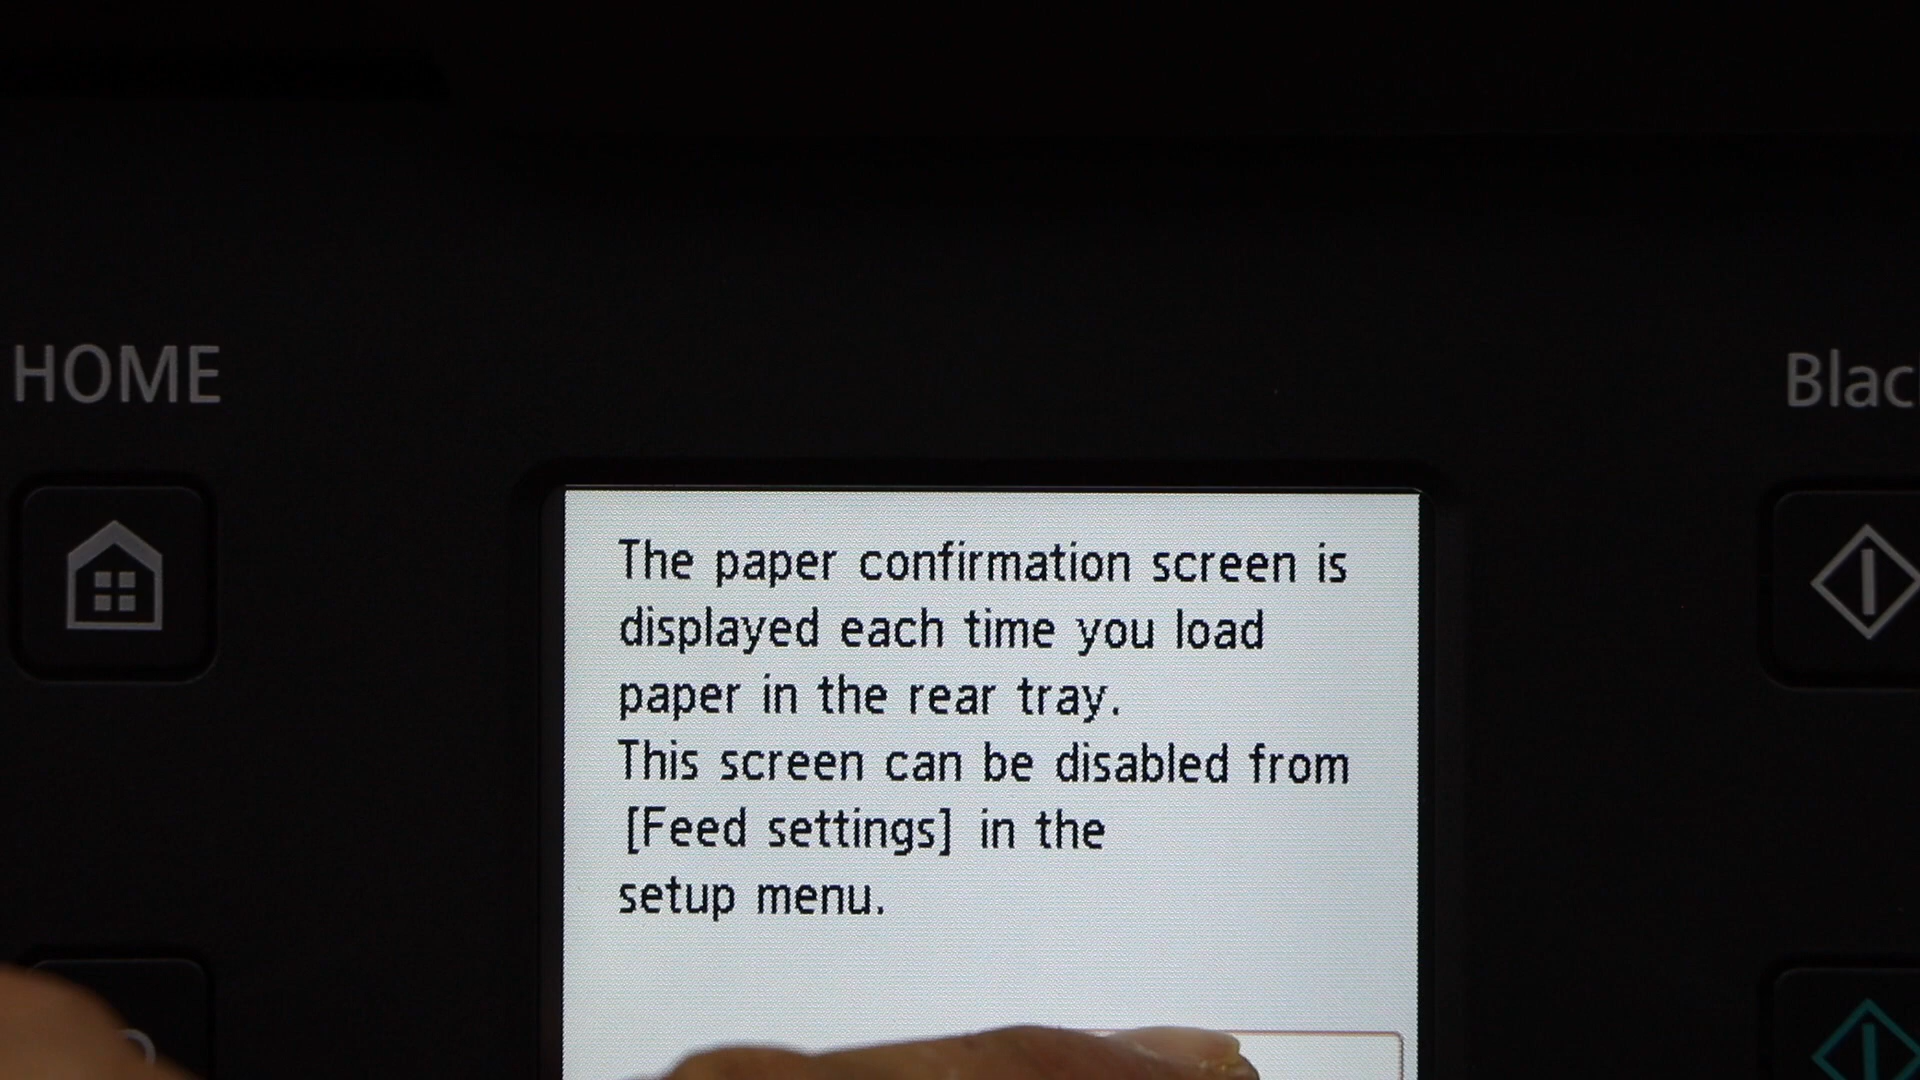 HOME
Blac
The paper confirmation screen is
displayed each time you load
paper in the rear tray.
This screen can be disabled from
[Feed settings] in the
setup menu.